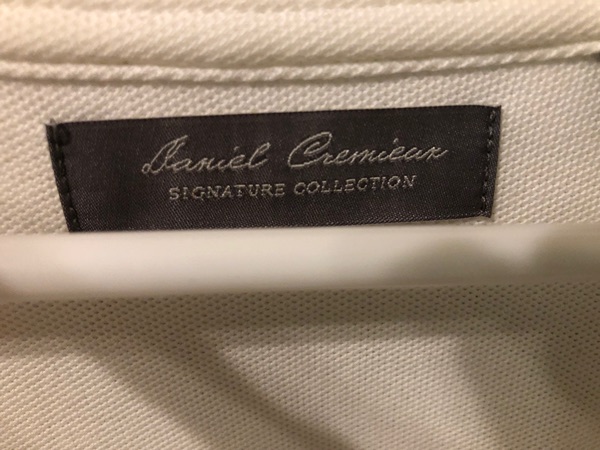 Daniel Cremieux
SIGNATURE COLLECTION